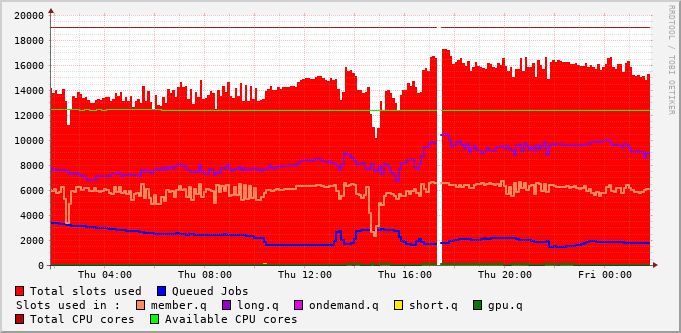 20000
18000
16000
14000
12000
10000
8000
6000
4000
2000
0
Thu 04:00 Thu 08:00 Thu 12:00 Thu 16:00 Thu 20:00 Fri 00:00
RRDTOOL / TOBI OETIKER
Total slots used Queued Jobs
Slots used in : member.q long.q ondemand.q short.q gpu.q
Total CPU cores Available CPU cores